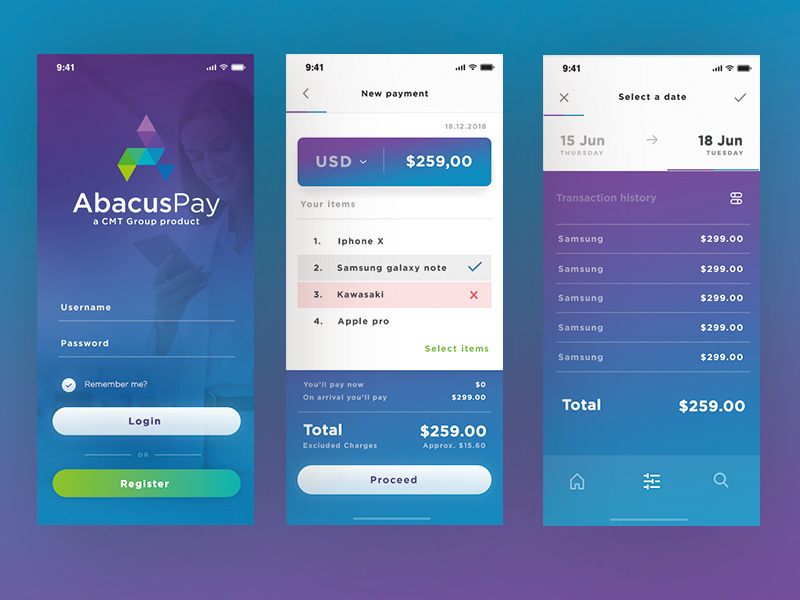 9:41
AbacusPay
a CMT Group product
Username
Password
Remember me?
Login
OR
Register
9:41
New payment
18.12.2018
USD $259,00
Your items
1. Iphone X
2. Samsung galaxy note
3. Kawasaki
4. Apple pro
Select items
You'll pay now $0
On arrival you'll pay $299.00
Total $259.00
Excluded Charges Approx. $15.60
Proceed
9:41
Select a date
15 Jun 18 Jun
THURSDAY TUESDAY
Transaction history
Samsung $299.00
Samsung $299.00
Samsung $299.00
Samsung $299.00
Samsung $299.00
Total $259.00